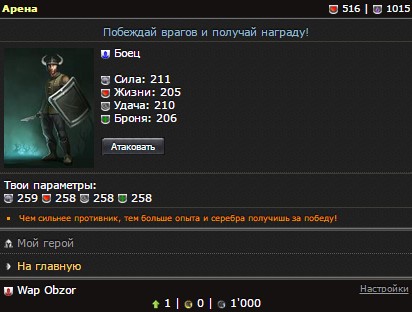 Арена 516 | 1015
Побеждай врагов и получай награду!
Боец
Сила: 211
Жизни: 205
Удача: 210
Броня: 206
Атаковать
Твои параметры:
259 258 258 258
Чем сильнее противник, тем больше опыта и серебра получишь за победу!
Мой герой
На главную
Wap Obzor Настройки
1 | 0 | 1'000